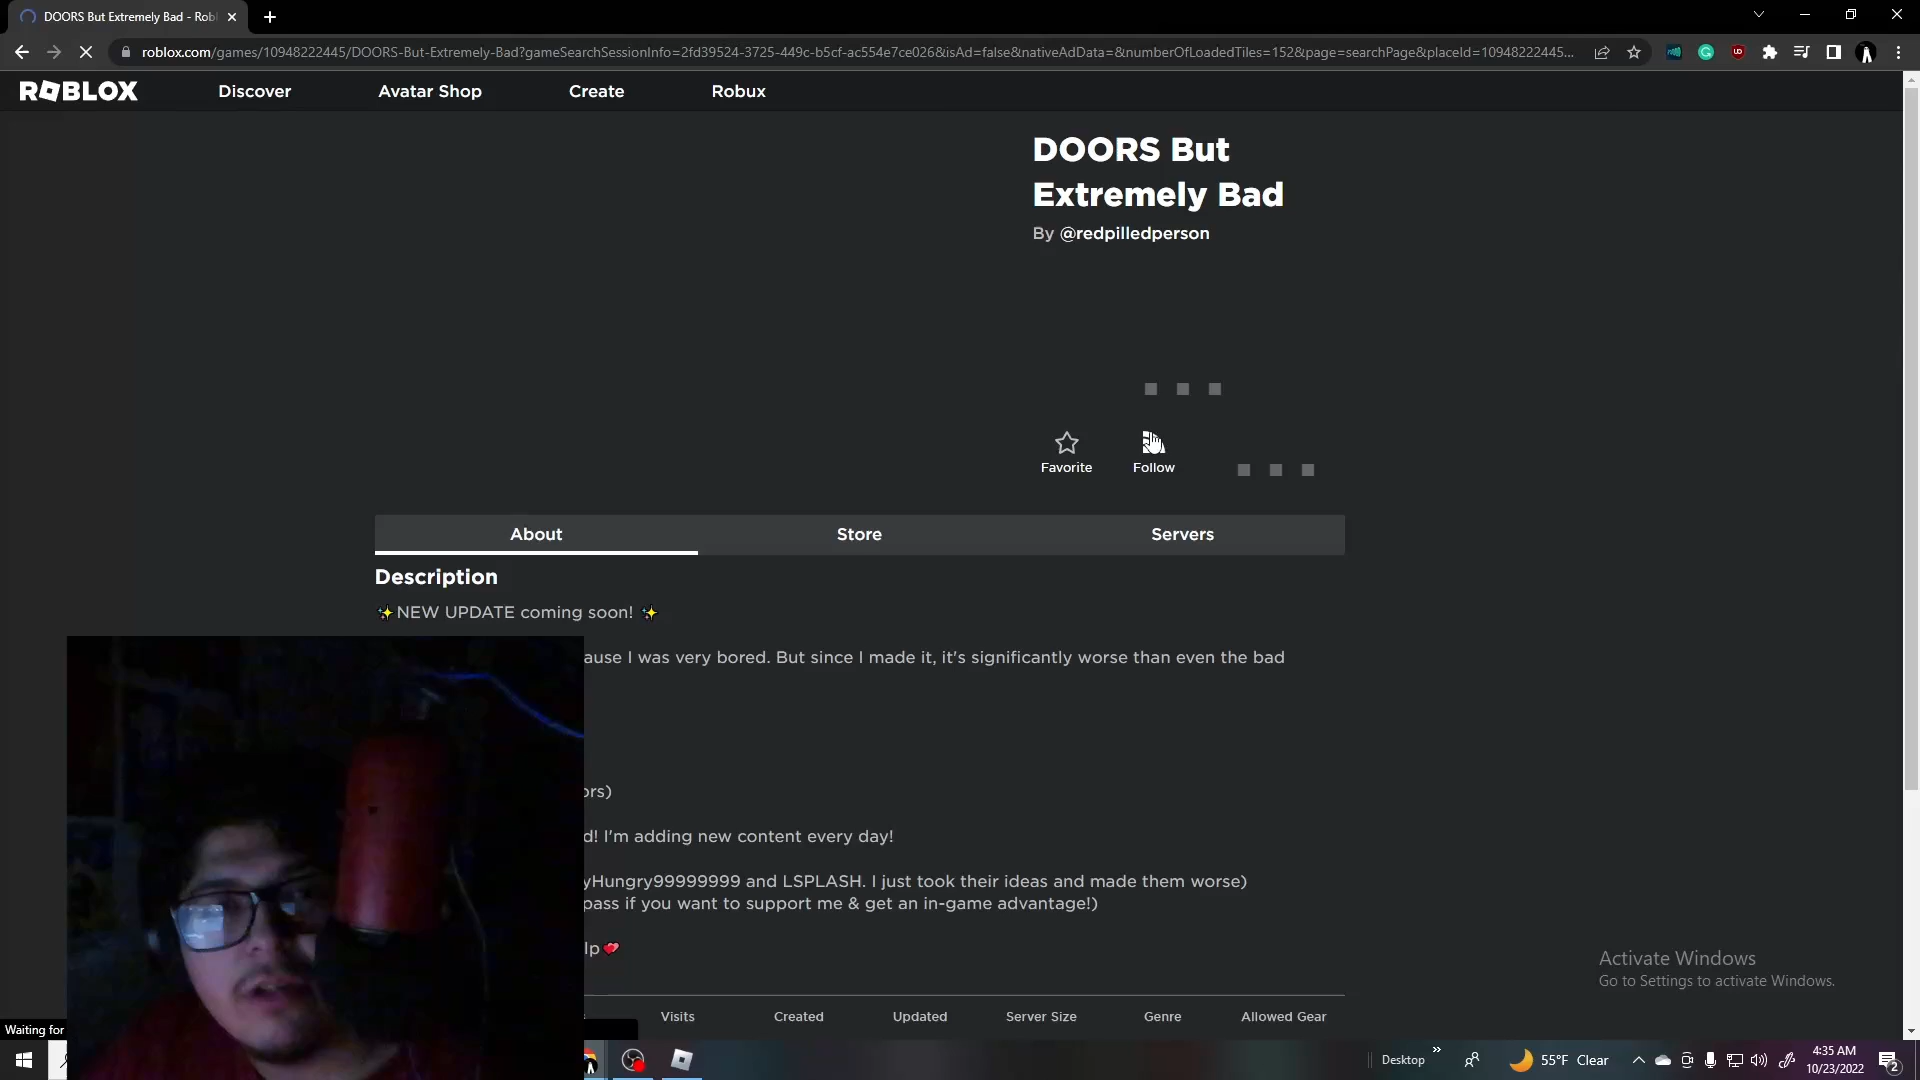 DOORS But Extremely Bad - Rob
roblox.com/games/10948222445/DOORS-But-Extremely-Bad?gameSearchSessionInfo=2fd39524-3725-449c-b5cf-ac554e7ce026&isAd=false&nativeAdData=&numberOfLoadedTiles=152&page=searchPage&placeId=10948222445...
ROBLOX Discover Avatar Shop Create Robux
DOORS But
Extremely Bad
By @redpilledperson
Favorite Follow
About Store Servers
Description
✨NEW UPDATE coming soon! ✨
ause I was very bored. But since I made it, it's significantly worse than even the bad
ors)
d! I'm adding new content every day!
yHungry99999999 and LSPLASH. I just took their ideas and made them worse)
pass if you want to support me & get an in-game advantage!)
lp💕
Activate Windows
Go to Settings to activate Windows.
Visits Created Updated Server Size Genre Allowed Gear
Waiting for
Desktop » 55°F Clear 4:35 AM
10/23/2022
2